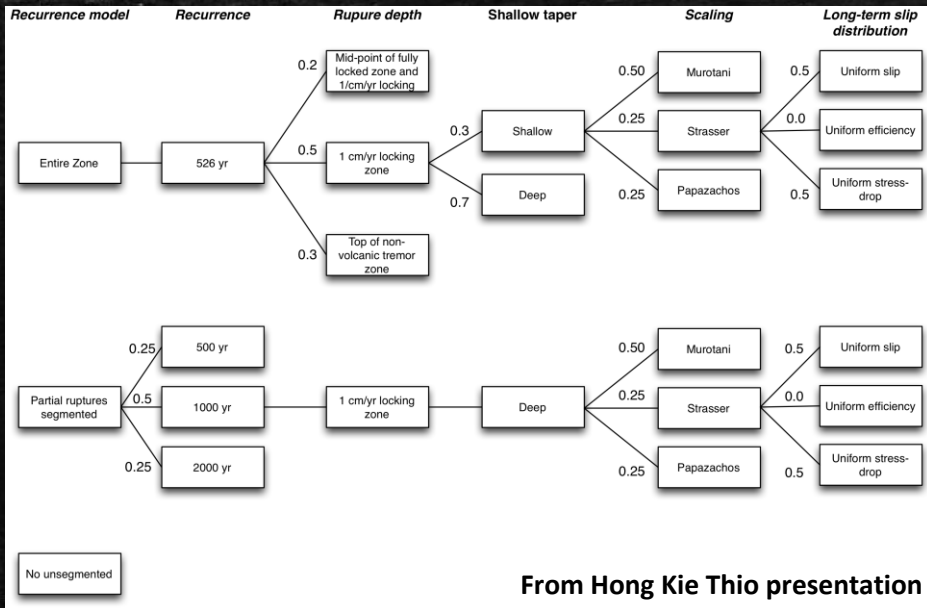 Recurrence model Recurrence Rupure depth Shallow taper Scaling Long-term slip
distribution
Entire Zone
526 yr
0.2
0.5
0.3
Mid-point of fully
locked zone and
1/cm/yr locking
1 cm/yr locking
zone
Top of non-
volcanic tremor
zone
0.3
0.7
Shallow
Deep
0.50
0.25
0.25
Murotani
Strasser
Papazachos
0.5
0.0
0.5
Uniform slip
Uniform efficiency
Uniform stress-
drop
Partial ruptures
segmented
0.25
0.5
0.25
500 yr
1000 yr
2000 yr
1 cm/yr locking
zone
Deep
0.50
0.25
0.25
Murotani
Strasser
Papazachos
0.5
0.0
0.5
Uniform slip
Uniform efficiency
Uniform stress-
drop
No unsegmented
From Hong Kie Thio presentation